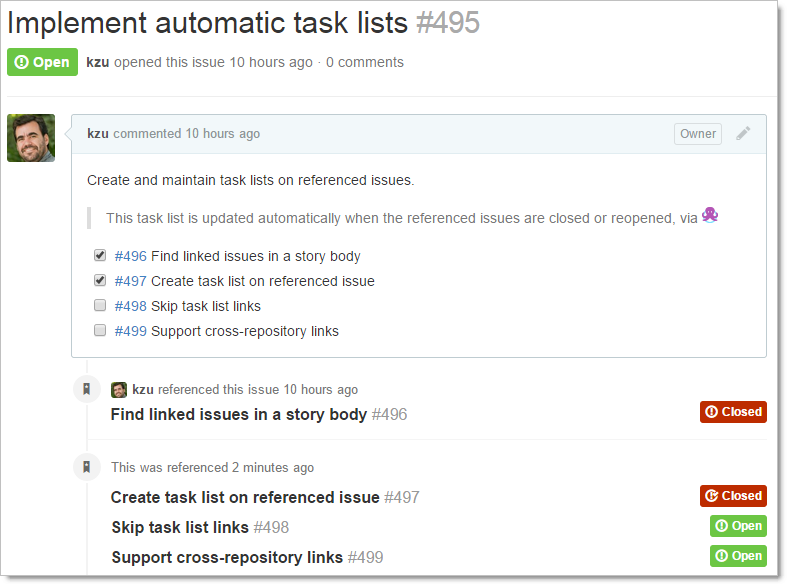 Implement automatic task lists #495
Open kzu opened this issue 10 hours ago · 0 comments
kzu commented 10 hours ago Owner
Create and maintain task lists on referenced issues.
This task list is updated automatically when the referenced issues are closed or reopened, via
#496 Find linked issues in a story body
#497 Create task list on referenced issue
#498 Skip task list links
#499 Support cross-repository links
kzu referenced this issue 10 hours ago
Find linked issues in a story body #496 Closed
This was referenced 2 minutes ago
Create task list on referenced issue #497 Closed
Skip task list links #498 Open
Support cross-repository links #499 Open